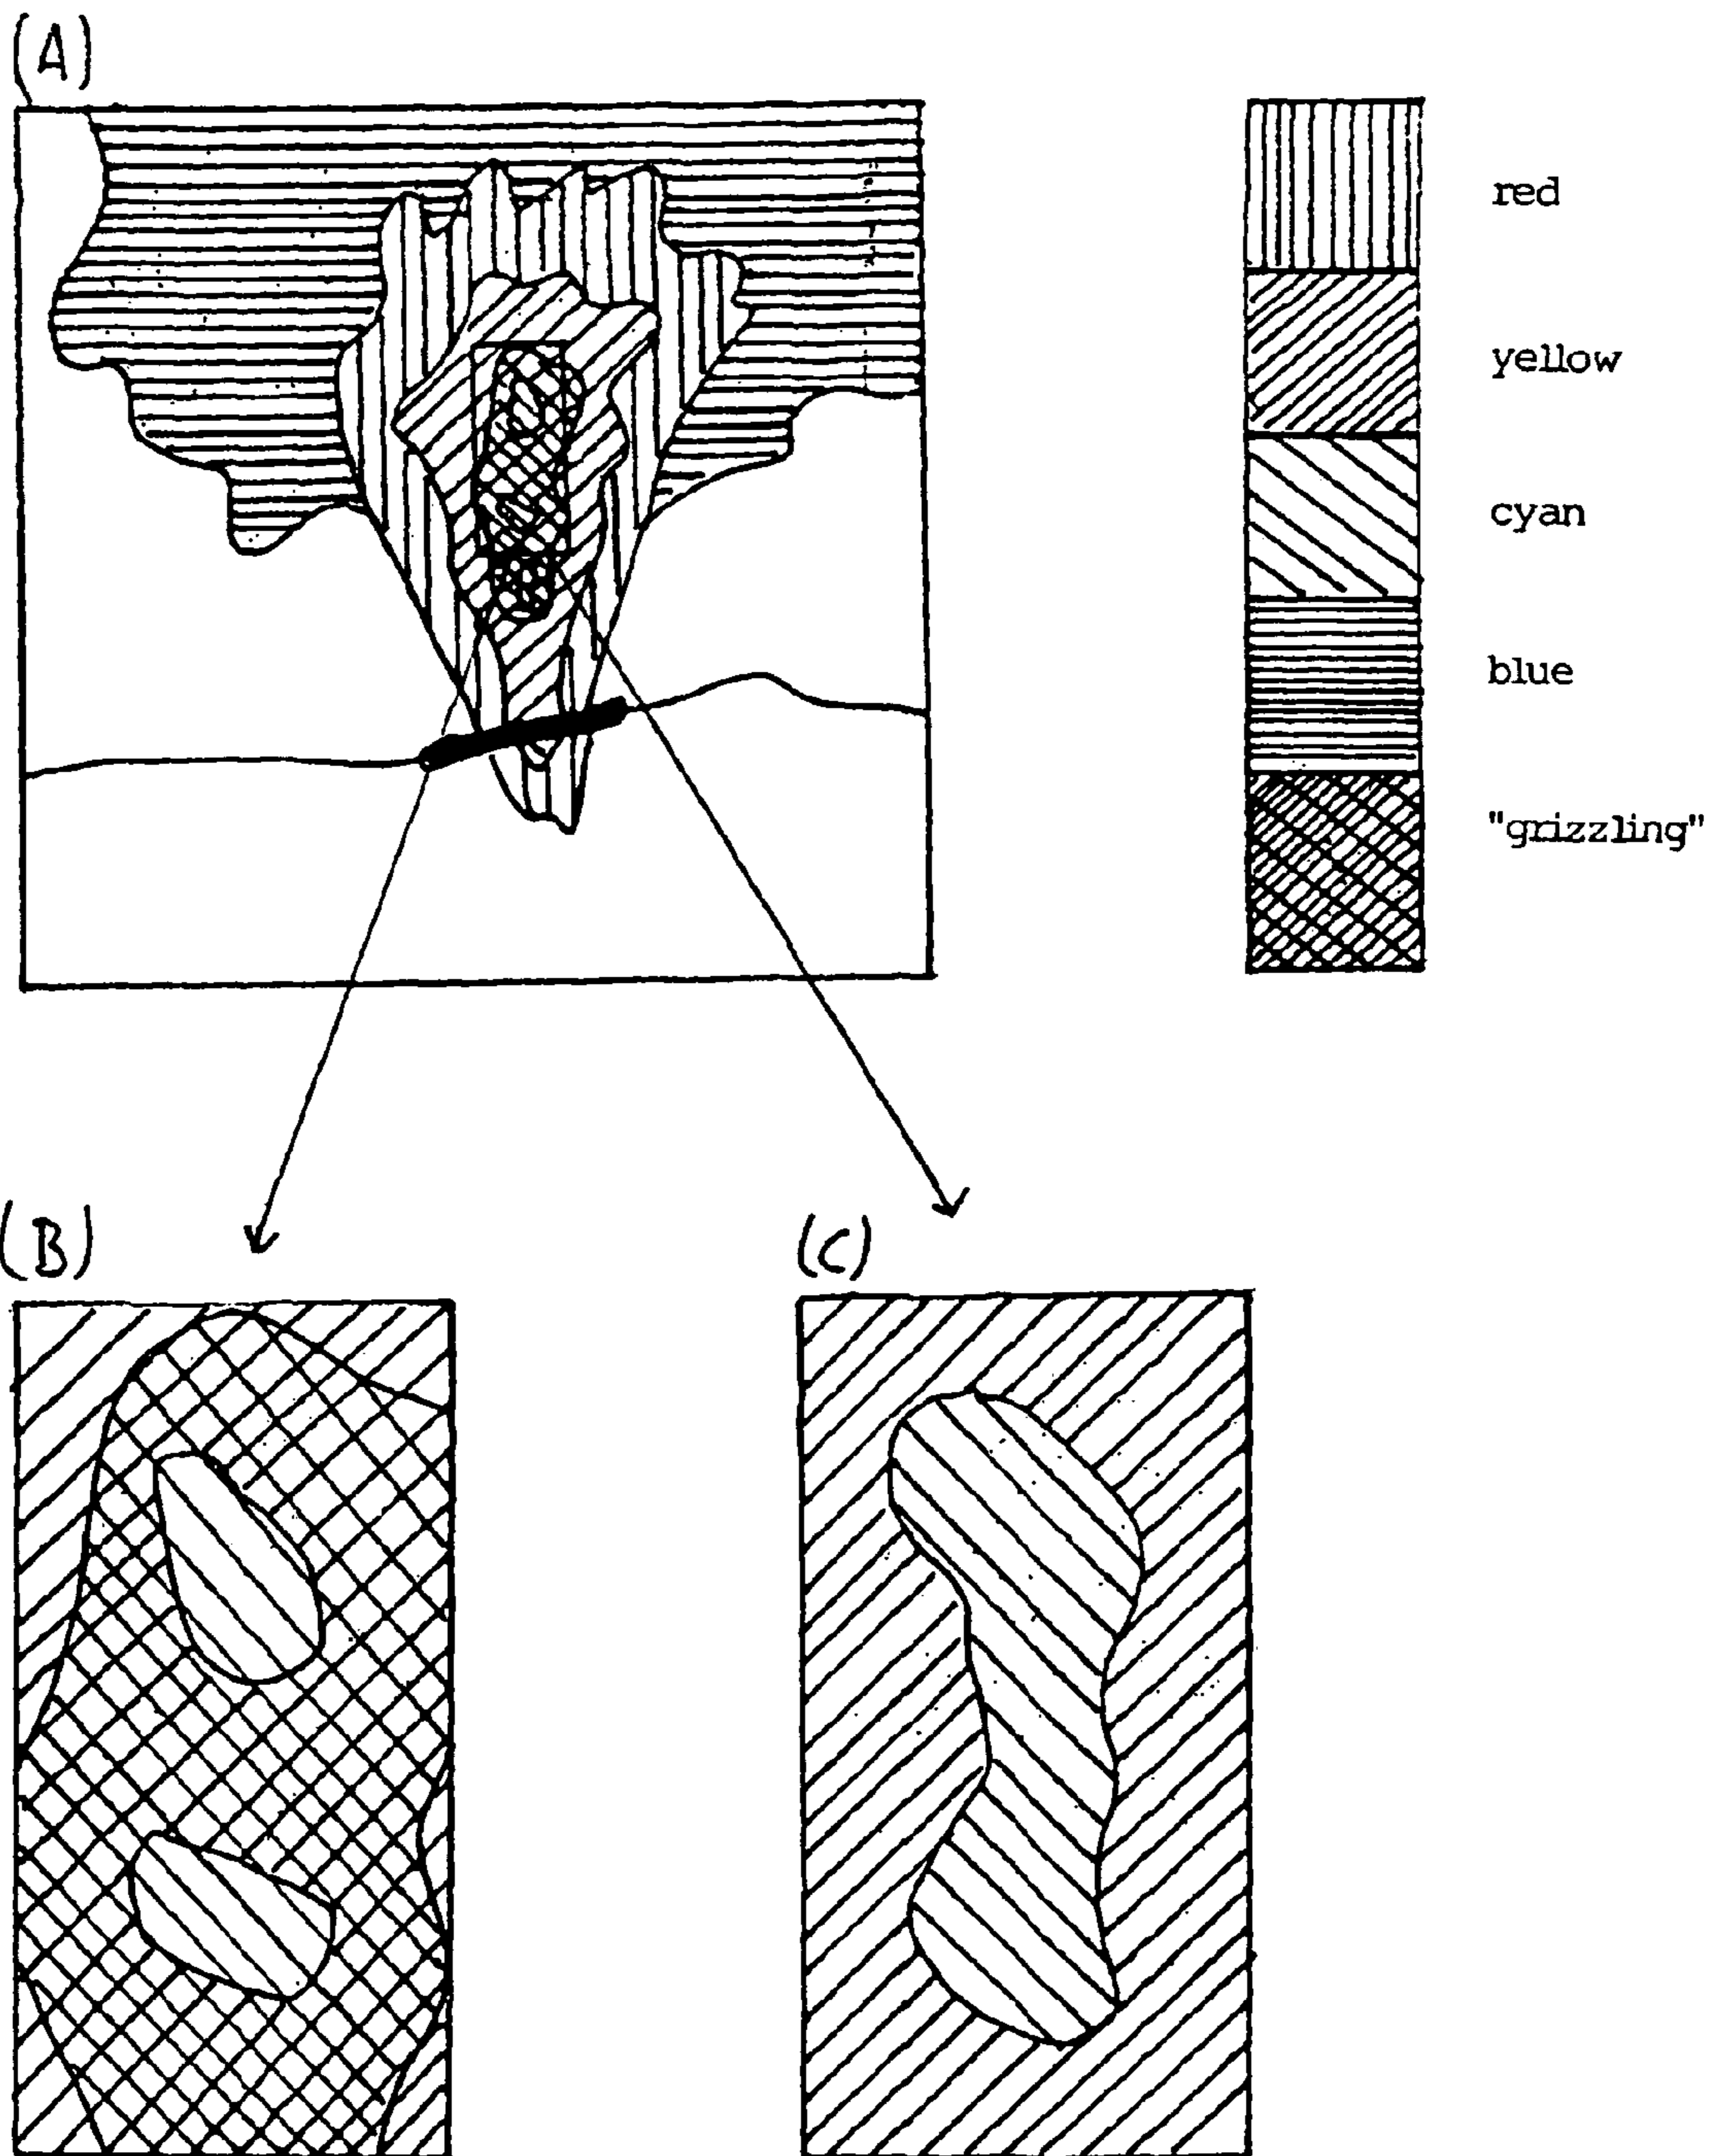 (A)
red
yellow
cyan
blue
"grizzling"
(B)
(C)